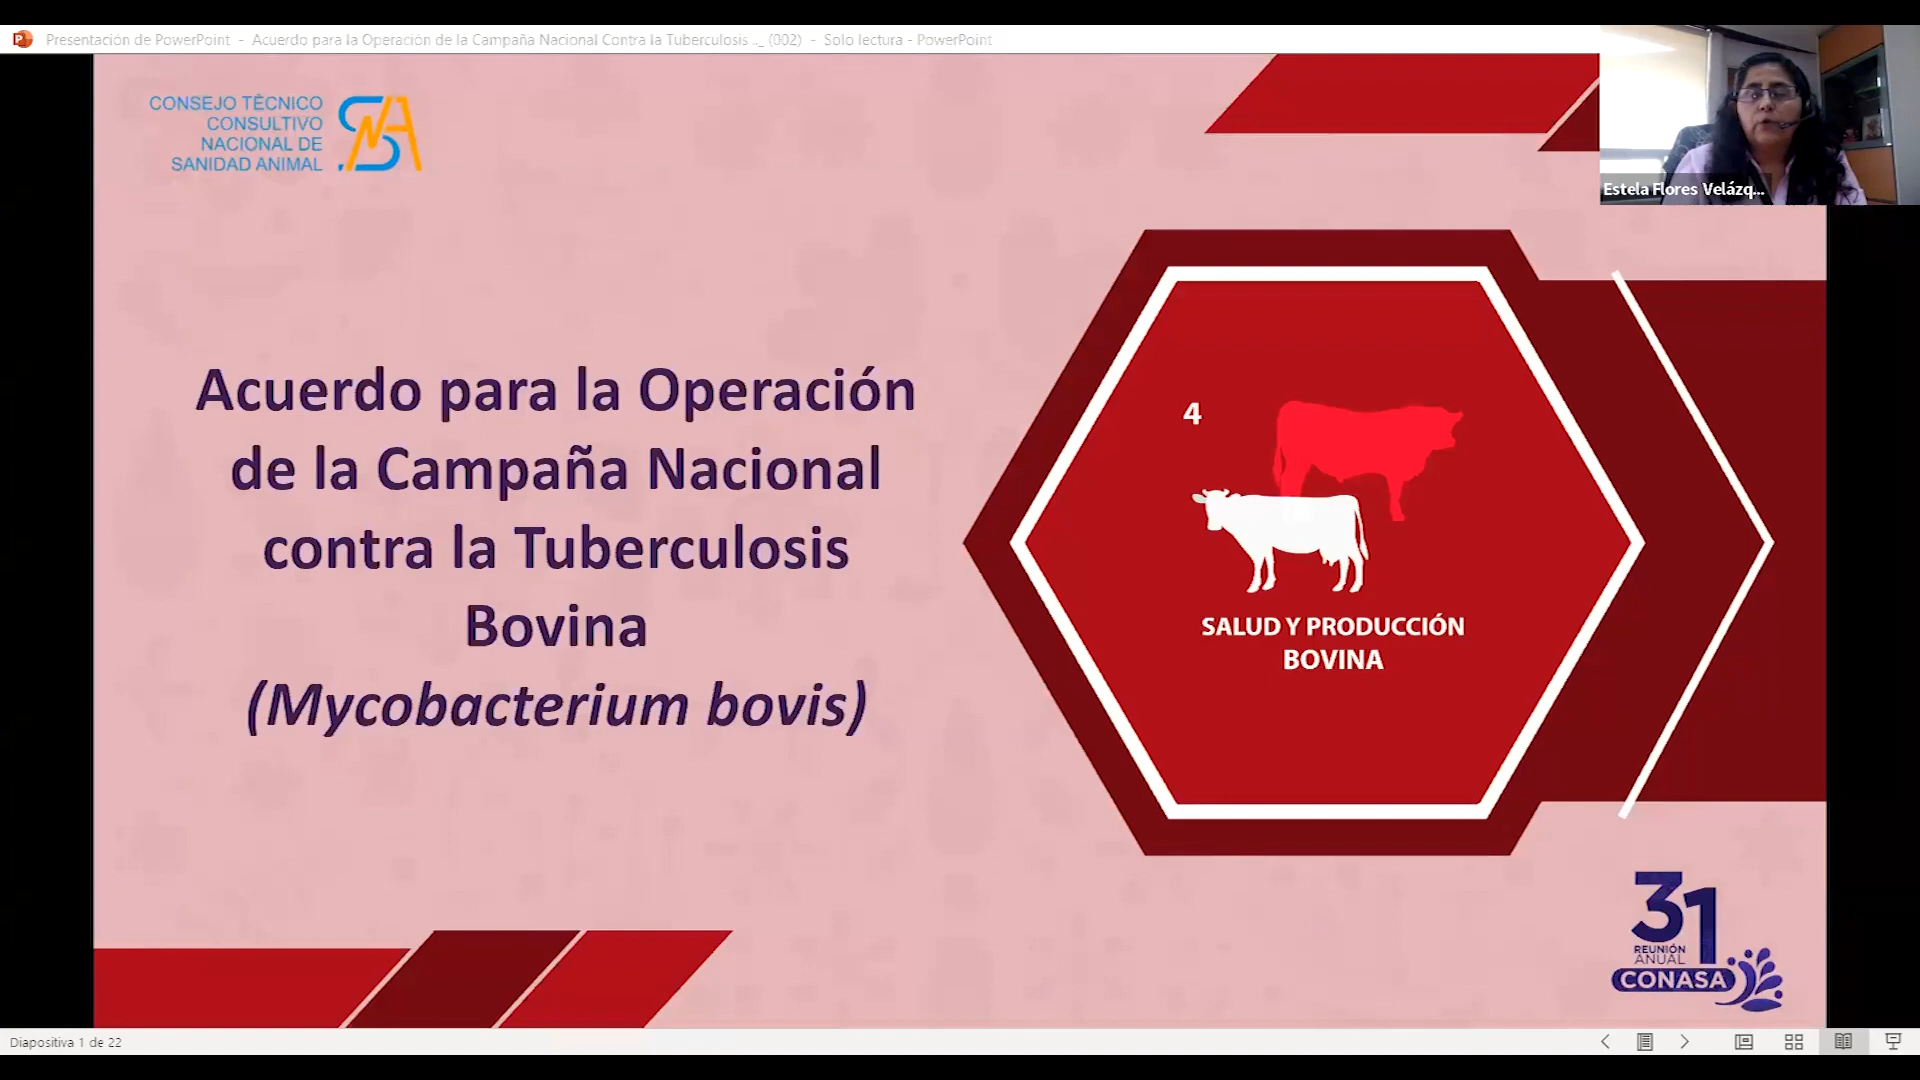 Presentación de PowerPoint - Acuerdo para la Operación de la Campaña Nacional Contra la Tuberculosis .._ (002) - Solo lectura - PowerPoint
CONSEJO TÈCNICO
CONSULTIVO
NACIONAL DE
SANIDAD ANIMAL
Estela Flores Velázq...
Acuerdo para la Operación
de la Campaña Nacional
contra la Tuberculosis
Bovina
(Mycobacterium bovis)
4
SALUD Y PRODUCCIÓN
BOVINA
31
REUNIÓN
ANUAL
CONASA
Diapositiva 1 de 22